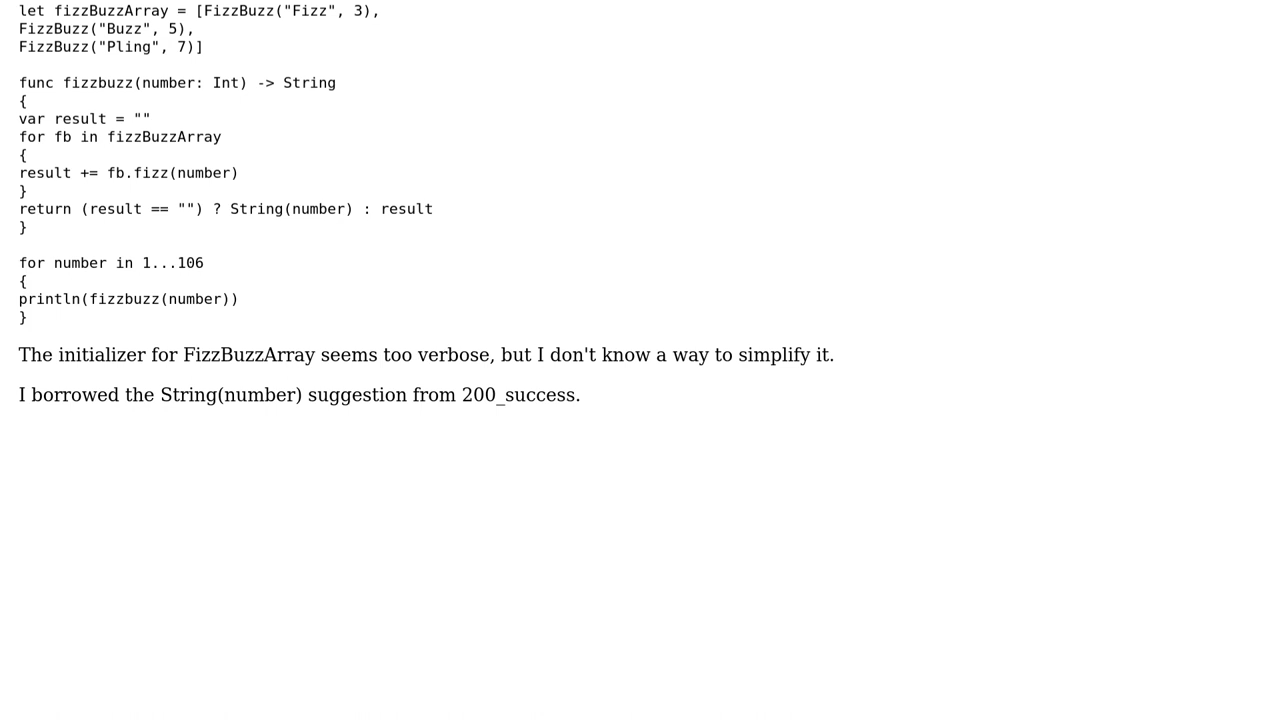 let fizzBuzzArray = [FizzBuzz("Fizz", 3),
FizzBuzz("Buzz", 5),
FizzBuzz("Pling", 7)]
func fizzbuzz(number: Int) -> String
{
var result = ""
for fb in fizzBuzzArray
{
result += fb.fizz(number)
}
return (result == "") ? String(number) : result
}
for number in 1...106
{
println(fizzbuzz(number))
}
The initializer for FizzBuzzArray seems too verbose, but I don't know a way to simplify it.
I borrowed the String(number) suggestion from 200_success.